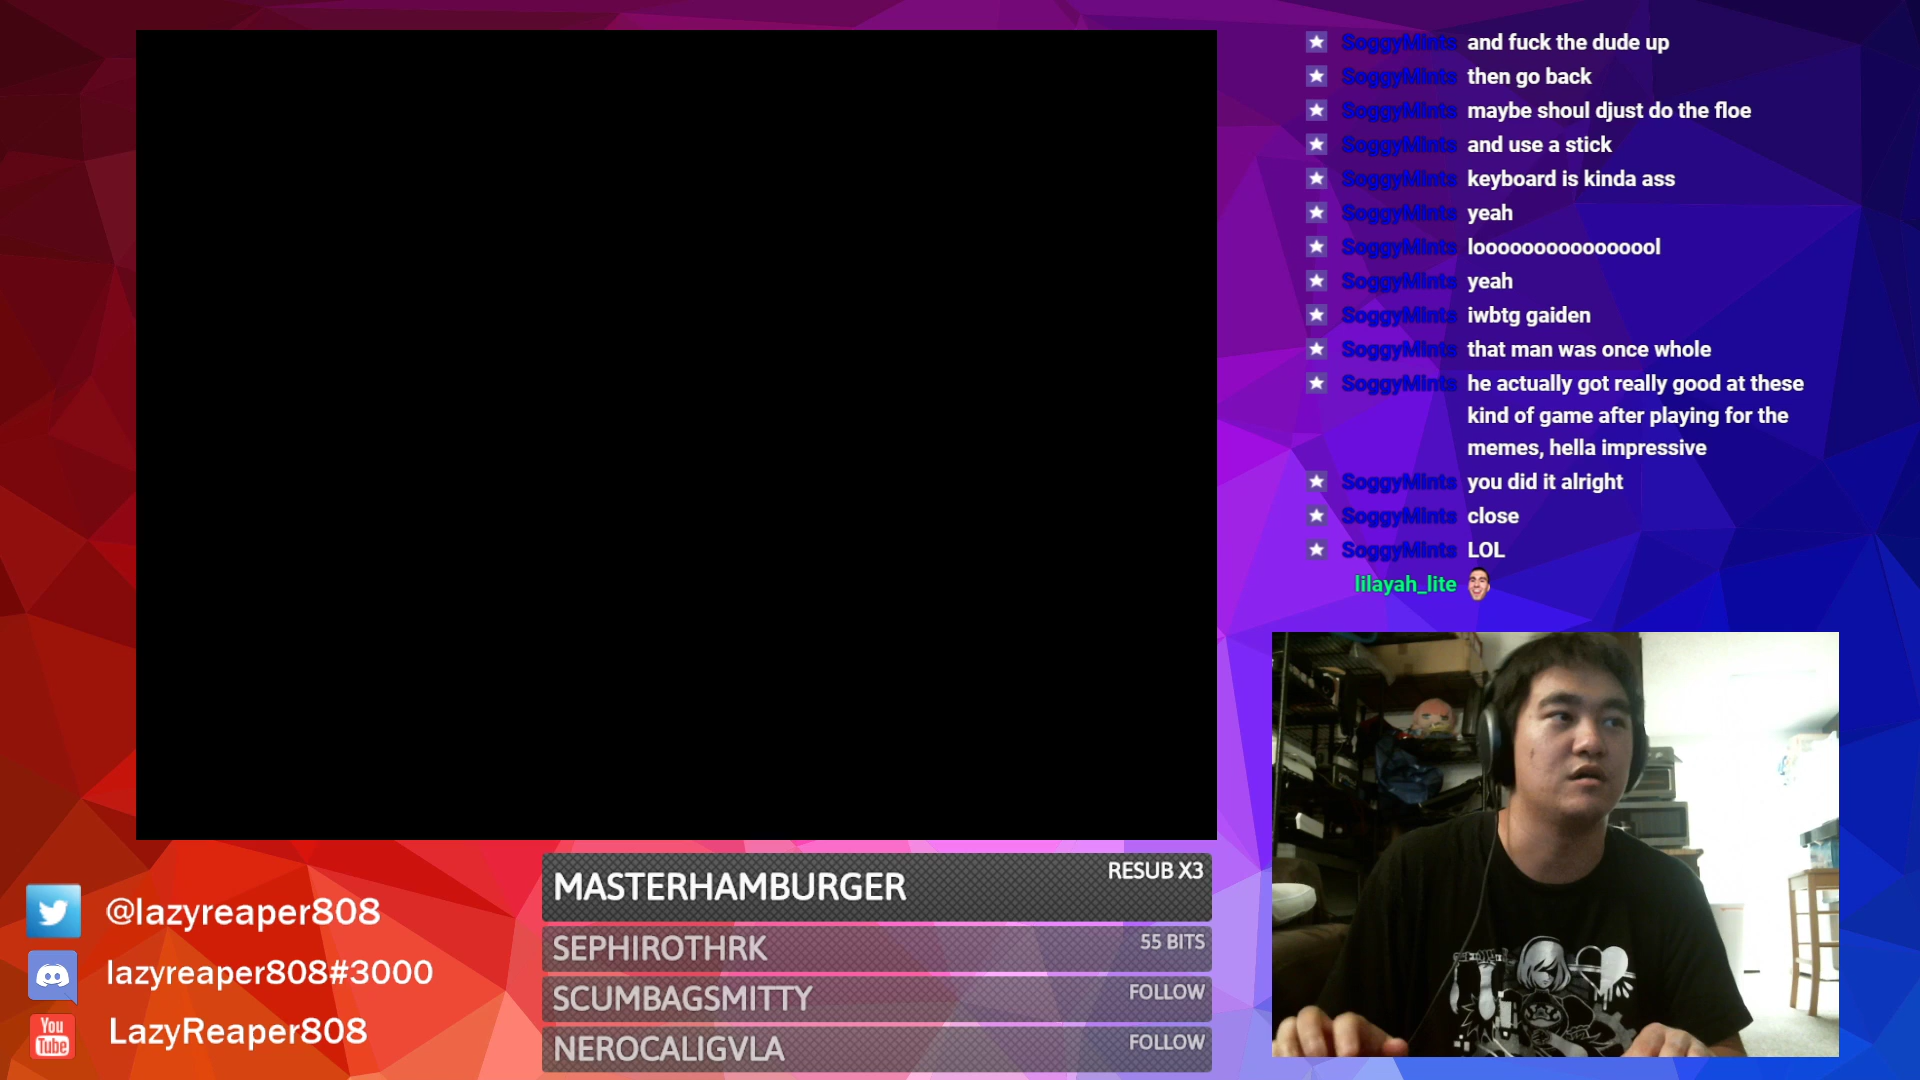 SoggyMints and fuck the dude up
SoggyMints then go back
SoggyMints maybe shoul djust do the floe
SoggyMints and use a stick
SoggyMints keyboard is kinda ass
SoggyMints yeah
SoggyMints looooooooooooooool
SoggyMints yeah
SoggyMints iwbtg gaiden
SoggyMints that man was once whole
SoggyMints he actually got really good at these
kind of game after playing for the
memes, hella impressive
SoggyMints you did it alright
SoggyMints close
SoggyMints LOL
lilayah_lite
MASTERHAMBURGER RESUB X3
SEPHIROTHRK 55 BITS
SCUMBAGSMITTY FOLLOW
NEROCALIGVLA FOLLOW
@lazyreaper808
lazyreaper808#3000
You
Tube
LazyReaper808